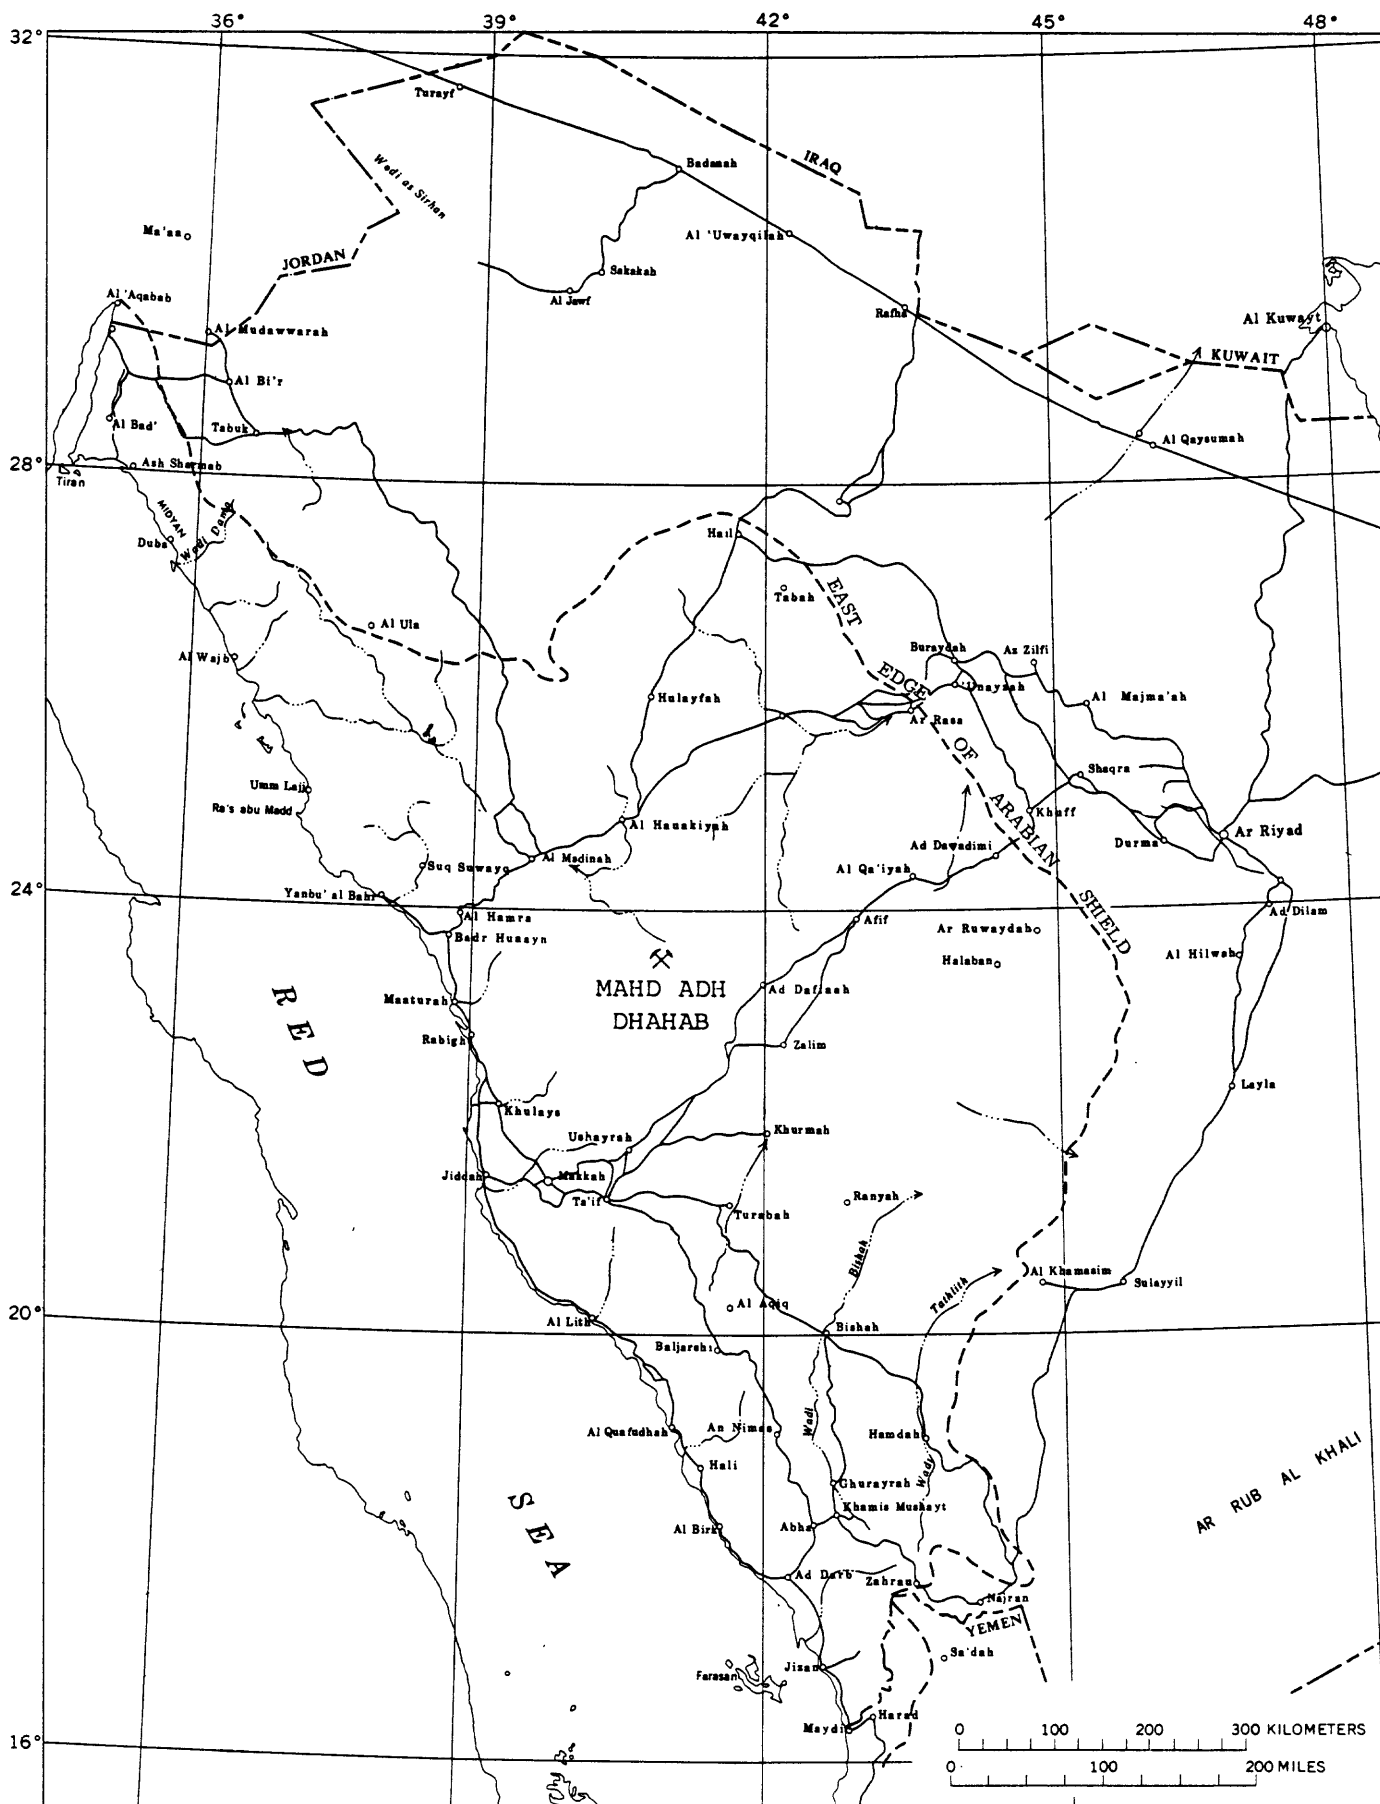 36° 39° 42° 45° 48°
32°
Turayf
IRAQ
Badanah
Wadi as Sirhan
Ma'aa
Al 'Uwayqilah
JORDAN
Sakakah
Al Jawf
Al 'Aqabah
Rafha
Al Kuwayt
Al Mudawwarah
KUWAIT
Al Bi'r
Al Bad'
Tabuk
Al Qaysumah
28°
Ash Sharmah
Tiran
MIDYAN
Wadi Dama
Duba
Hail
Tabah
EAST
Al Ula
Al Wajh
Buraydah
Az Zilfi
EDGE
'Unayzah
Hulayfah
Al Majma'ah
Ar Rass
OF
Shaqra
Umm Lajj
Ra's abu Madd
ARABIAN
Khuff
Al Hanakiyah
Ar Riyad
Durma
Ad Dawadimi
Al Madinah
Suq Suwayq
Al Qa'iyah
24°
Yanbu' al Bahr
SHIELD
Al Hamra
Ad Dilam
Afif
Ar Ruwaydah
Badr Hunayn
Al Hilwah
Halaban
MAHD ADH
DHAHAB
Ad Dafinah
Masturah
RED
Rabigh
Zalim
Layla
Khulays
Khurmah
Ushayrah
Jiddah
Makkah
Ta'if
Ranyah
Turabah
Bishah
Al Khamasim
Sulayyil
Tathlith
Al Aqiq
20°
Al Lith
Bishah
Baljarshi
Wadi
Al Quafudhah
An Nimas
Hamdah
AR RUB AL KHALI
Hali
Wady
Ghurayrah
SEA
Khamis Mushayt
Al Birk
Abha
Ad Darb
Zahran
Najran
YEMEN
Sa'dah
Jizan
Farasan
Harad
Maydi
16°
0 100 200 300 KILOMETERS
0 100 200 MILES